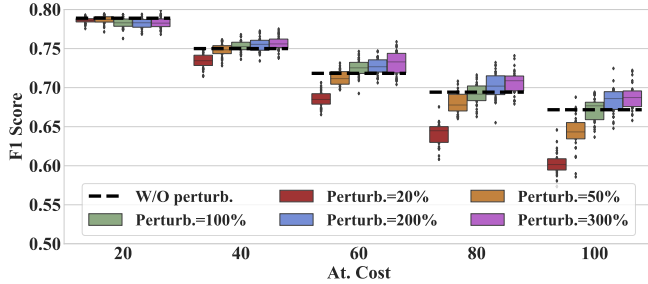 0.80
0.75
0.70
0.65
0.60
0.55
0.50
F1 Score
W/O perturb. Perturb.=20% Perturb.=50%
Perturb.=100% Perturb.=200% Perturb.=300%
20 40 60 80 100
At. Cost